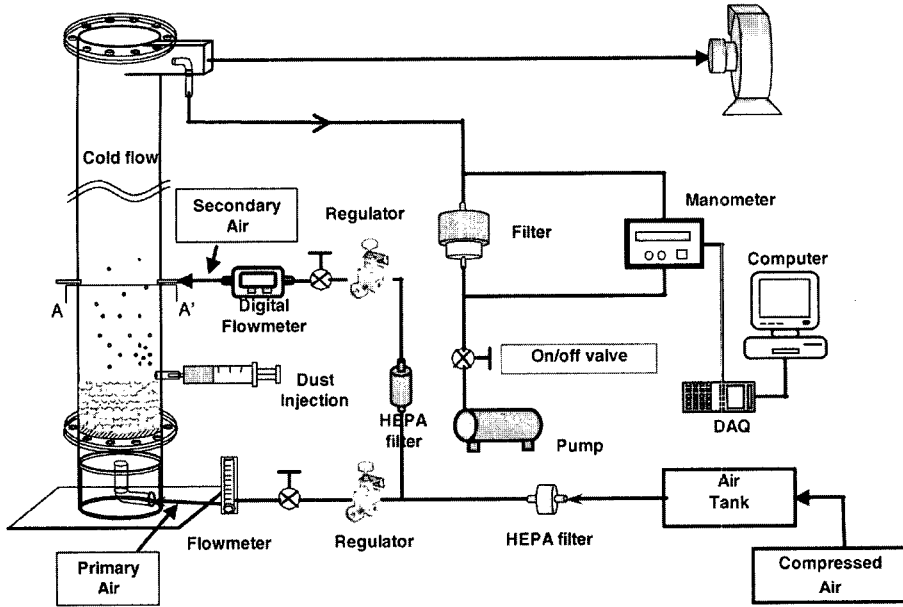 Cold flow
Secondary
Air
Regulator
Filter
Manometer
Computer
A
A'
Digital
Flowmeter
On/off valve
Dust
Injection
HEPA
filter
Pump
DAQ
Air
Tank
Flowmeter
Regulator
HEPA filter
Primary
Air
Compressed
Air